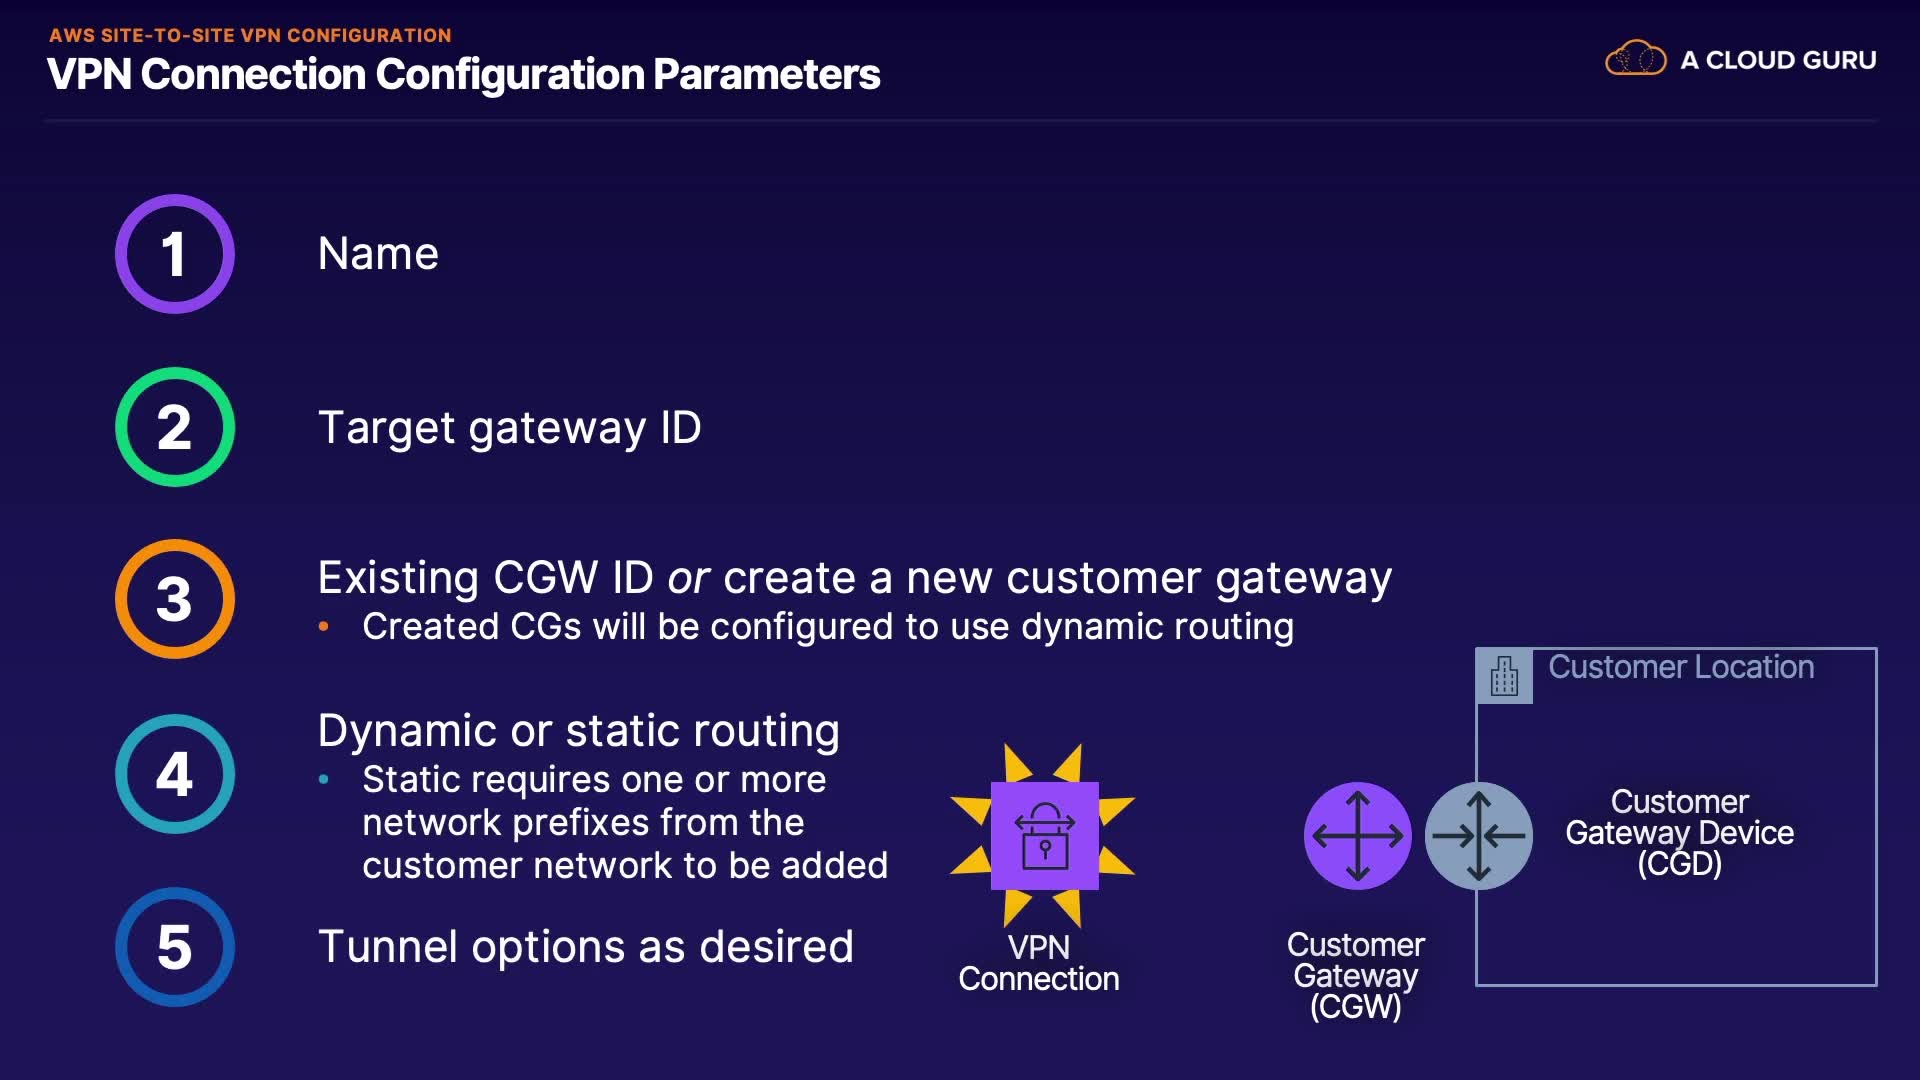 AWS SITE-TO-SITE VPN CONFIGURATION
VPN Connection Configuration Parameters
A CLOUD GURU
1
Name
2
Target gateway ID
3
Existing CGW ID or create a new customer gateway
• Created CGs will be configured to use dynamic routing
4
Dynamic or static routing
• Static requires one or more
network prefixes from the
customer network to be added
5
Tunnel options as desired
VPN
Connection
Customer
Gateway
(CGW)
Customer Location
Customer
Gateway Device
(CGD)